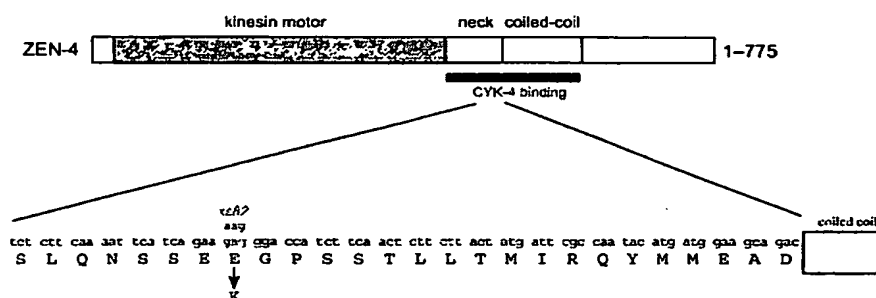 kinesin motor neck coiled-coil
ZEN-4 1–775
CYK-4 binding
aag coiled coil
tct ctt caa aat tca tca gaa gag gga cca tct tca act ctt ctt act atg att cgc caa tac atg atg gaa gca gac
S L Q N S S E E G P S S T L L T M I R Q Y M M E A D
K